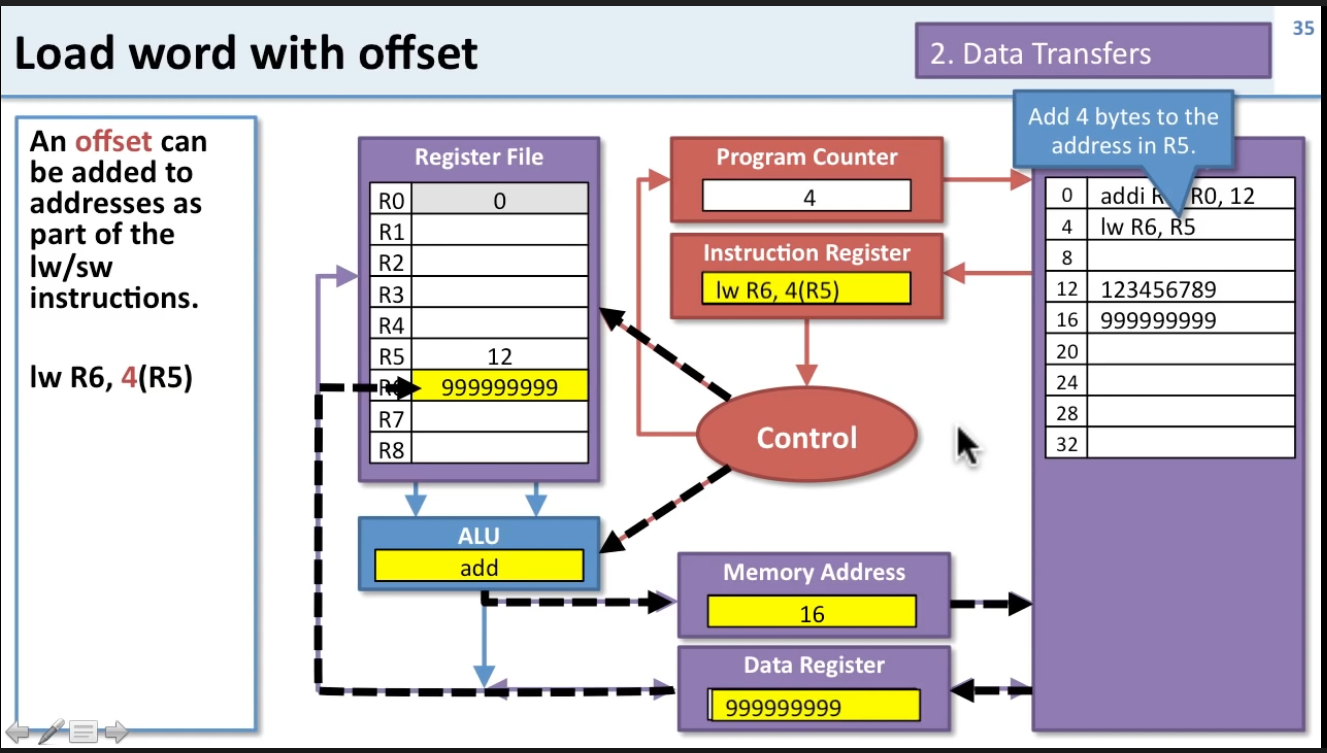 Load word with offset
2. Data Transfers
35
An offset can
be added to
addresses as
part of the
lw/sw
instructions.
lw R6, 4(R5)
Register File
R0 0
R1
R2
R3
R4
R5 12
999999999
R7
R8
ALU
add
Program Counter
4
Instruction Register
lw R6, 4(R5)
Control
Memory Address
16
Data Register
999999999
Add 4 bytes to the
address in R5.
0 addi R0, 12
4 lw R6, R5
8
12 123456789
16 999999999
20
24
28
32